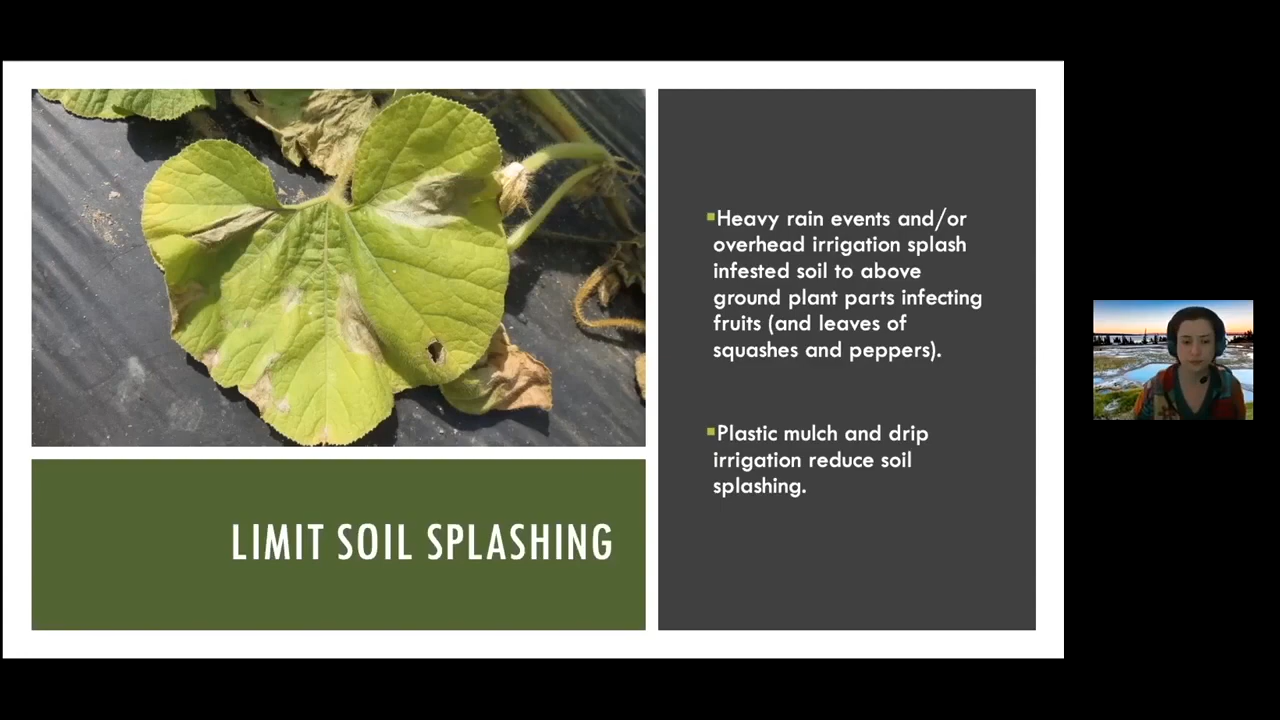 LIMIT SOIL SPLASHING
▪Heavy rain events and/or
overhead irrigation splash
infested soil to above
ground plant parts infecting
fruits (and leaves of
squashes and peppers).
▪Plastic mulch and drip
irrigation reduce soil
splashing.